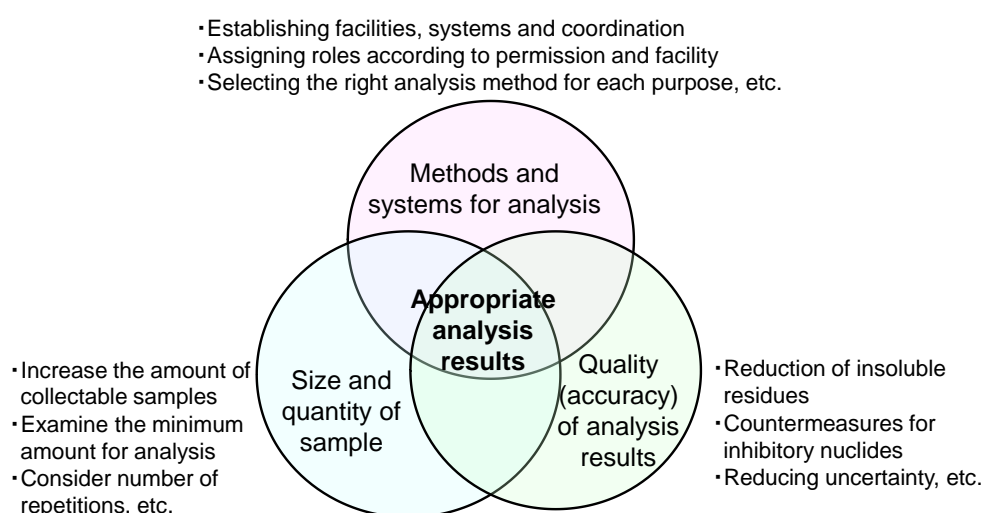 ・Establishing facilities, systems and coordination
・Assigning roles according to permission and facility
・Selecting the right analysis method for each purpose, etc.
Methods and
systems for analysis
Appropriate
analysis
results
Size and
quantity of
sample
Quality
(accuracy)
of analysis
results
・Increase the amount of
collectable samples
・Examine the minimum
amount for analysis
・Consider number of
repetitions, etc.
・Reduction of insoluble
residues
・Countermeasures for
inhibitory nuclides
・Reducing uncertainty, etc.